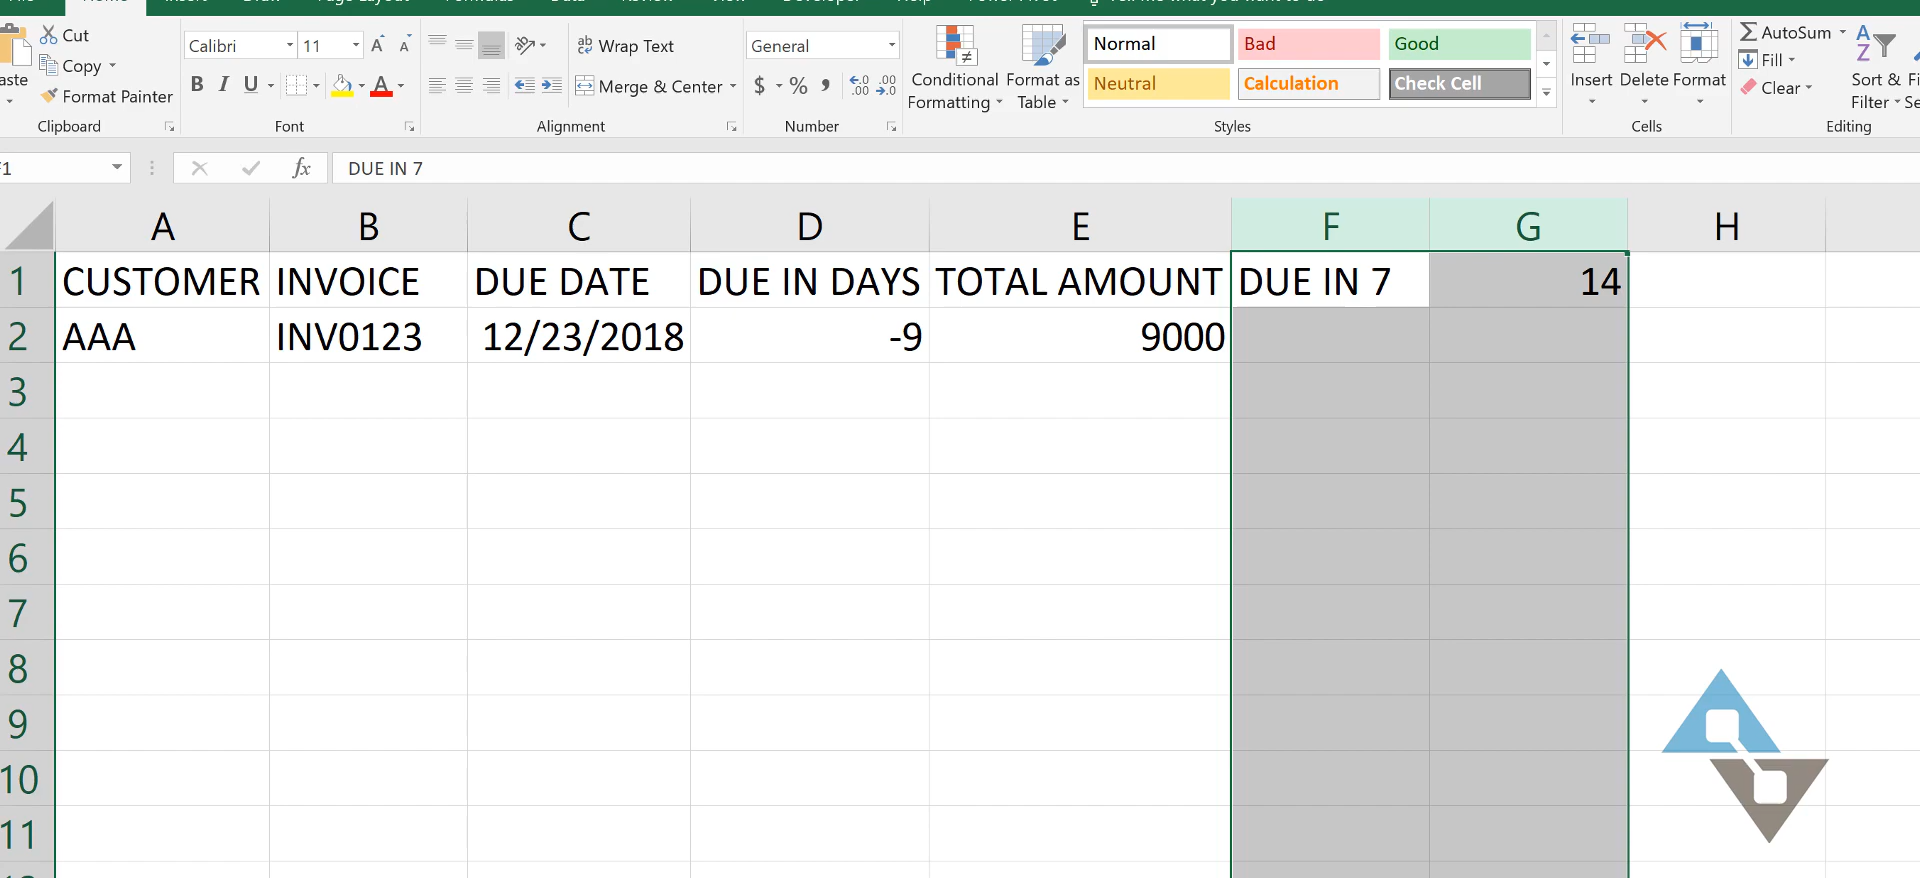 Cut
Copy
Format Painter
Clipboard
Calibri 11
B I U
Font
Wrap Text
Merge & Center
Alignment
General
$ %
Number
Conditional Formatting
Format as Table
Normal Bad Good
Neutral Calculation Check Cell
Styles
Insert Delete Format
Cells
AutoSum
Fill
Clear
Sort &
Filter
Editing
fx DUE IN 7
A B C D E F G H
1 CUSTOMER INVOICE DUE DATE DUE IN DAYS TOTAL AMOUNT DUE IN 7 14
2 AAA INV0123 12/23/2018 -9 9000
3
4
5
6
7
8
9
10
11